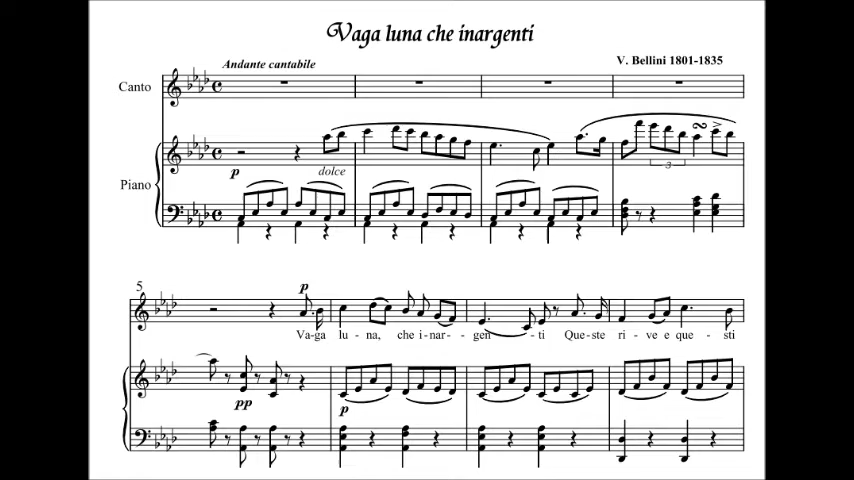 Vaga luna che inargenti
Andante cantabile
V. Bellini 1801-1835
Canto
Piano
p
dolce
3
5
p
Va-ga lu - na, che i-nar- - gen - - ti Que-ste ri - ve e que - sti
pp
p